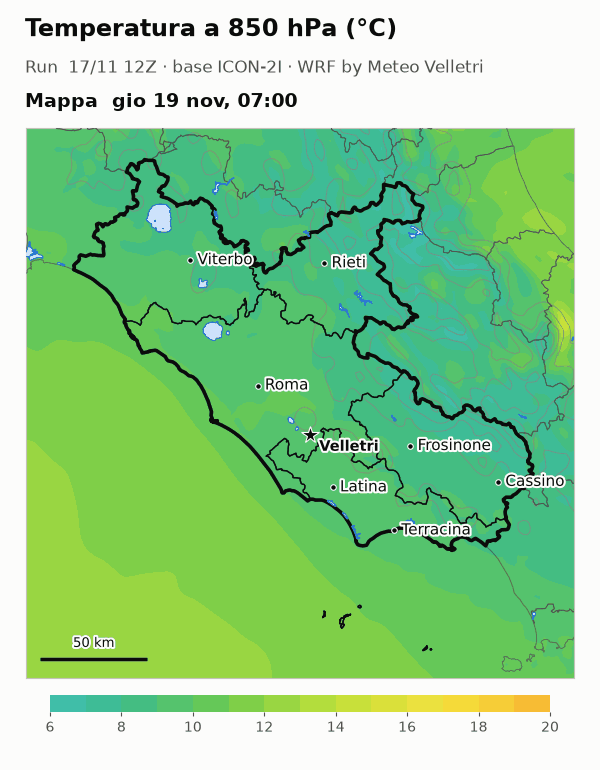 Temperatura a 850 hPa (°C)
Run  17/11 12Z · base ICON-2I · WRF by Meteo Velletri
Mappa  gio 19 nov, 07:00
Viterbo
Rieti
Roma
Velletri
Frosinone
Latina
Cassino
Terracina
50 km
6 8 10 12 14 16 18 20